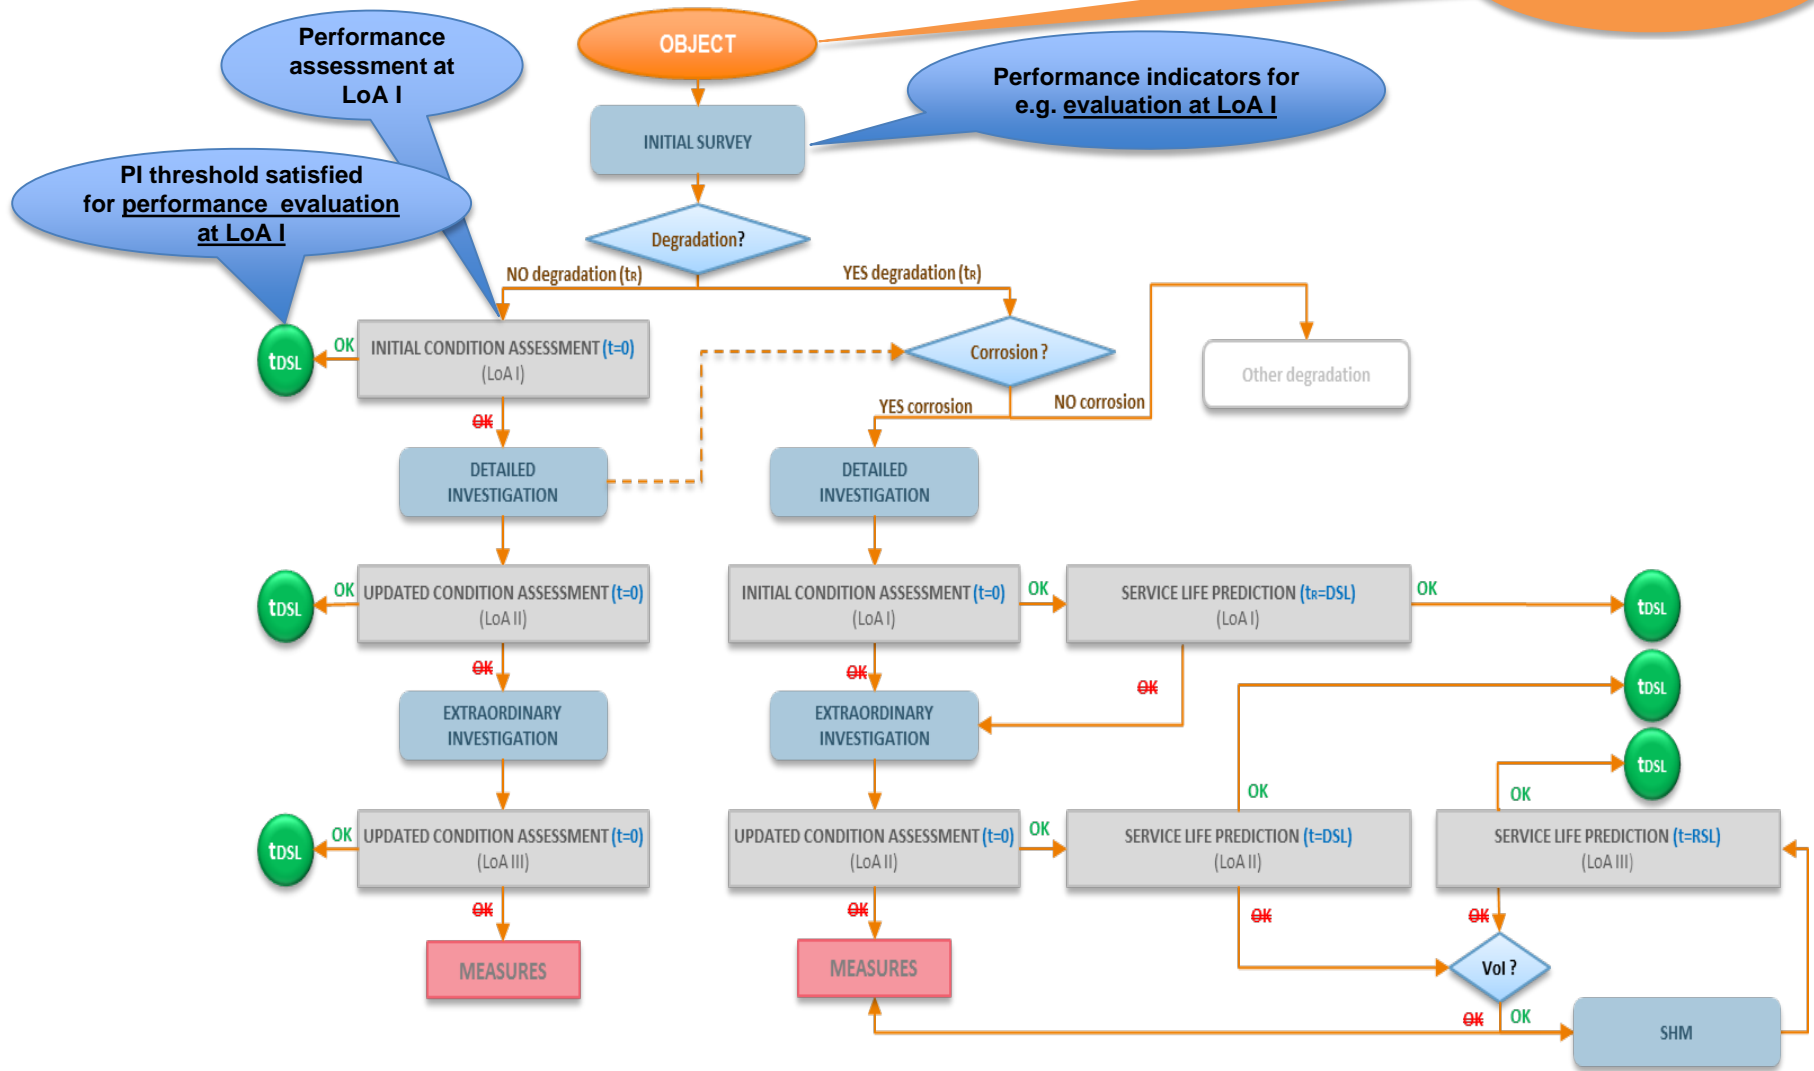 OBJECT
Performance
assessment at
LoA I
Performance indicators for
e.g. evaluation at LoA I
INITIAL SURVEY
PI threshold satisfied
for performance evaluation
at LoA I
Degradation?
NO degradation (tR)
YES degradation (tR)
tDSL
OK
INITIAL CONDITION ASSESSMENT (t=0)
(LoA I)
Corrosion ?
Other degradation
OK
YES corrosion
NO corrosion
DETAILED
INVESTIGATION
DETAILED
INVESTIGATION
tDSL
OK
UPDATED CONDITION ASSESSMENT (t=0)
(LoA II)
INITIAL CONDITION ASSESSMENT (t=0)
(LoA I)
OK
SERVICE LIFE PREDICTION (tR=DSL)
(LoA I)
OK
tDSL
OK
OK
OK
tDSL
EXTRAORDINARY
INVESTIGATION
EXTRAORDINARY
INVESTIGATION
tDSL
OK
OK
tDSL
OK
UPDATED CONDITION ASSESSMENT (t=0)
(LoA III)
UPDATED CONDITION ASSESSMENT (t=0)
(LoA II)
OK
SERVICE LIFE PREDICTION (t=DSL)
(LoA II)
SERVICE LIFE PREDICTION (t=RSL)
(LoA III)
OK
OK
OK
OK
MEASURES
MEASURES
VoI ?
OK
OK
SHM